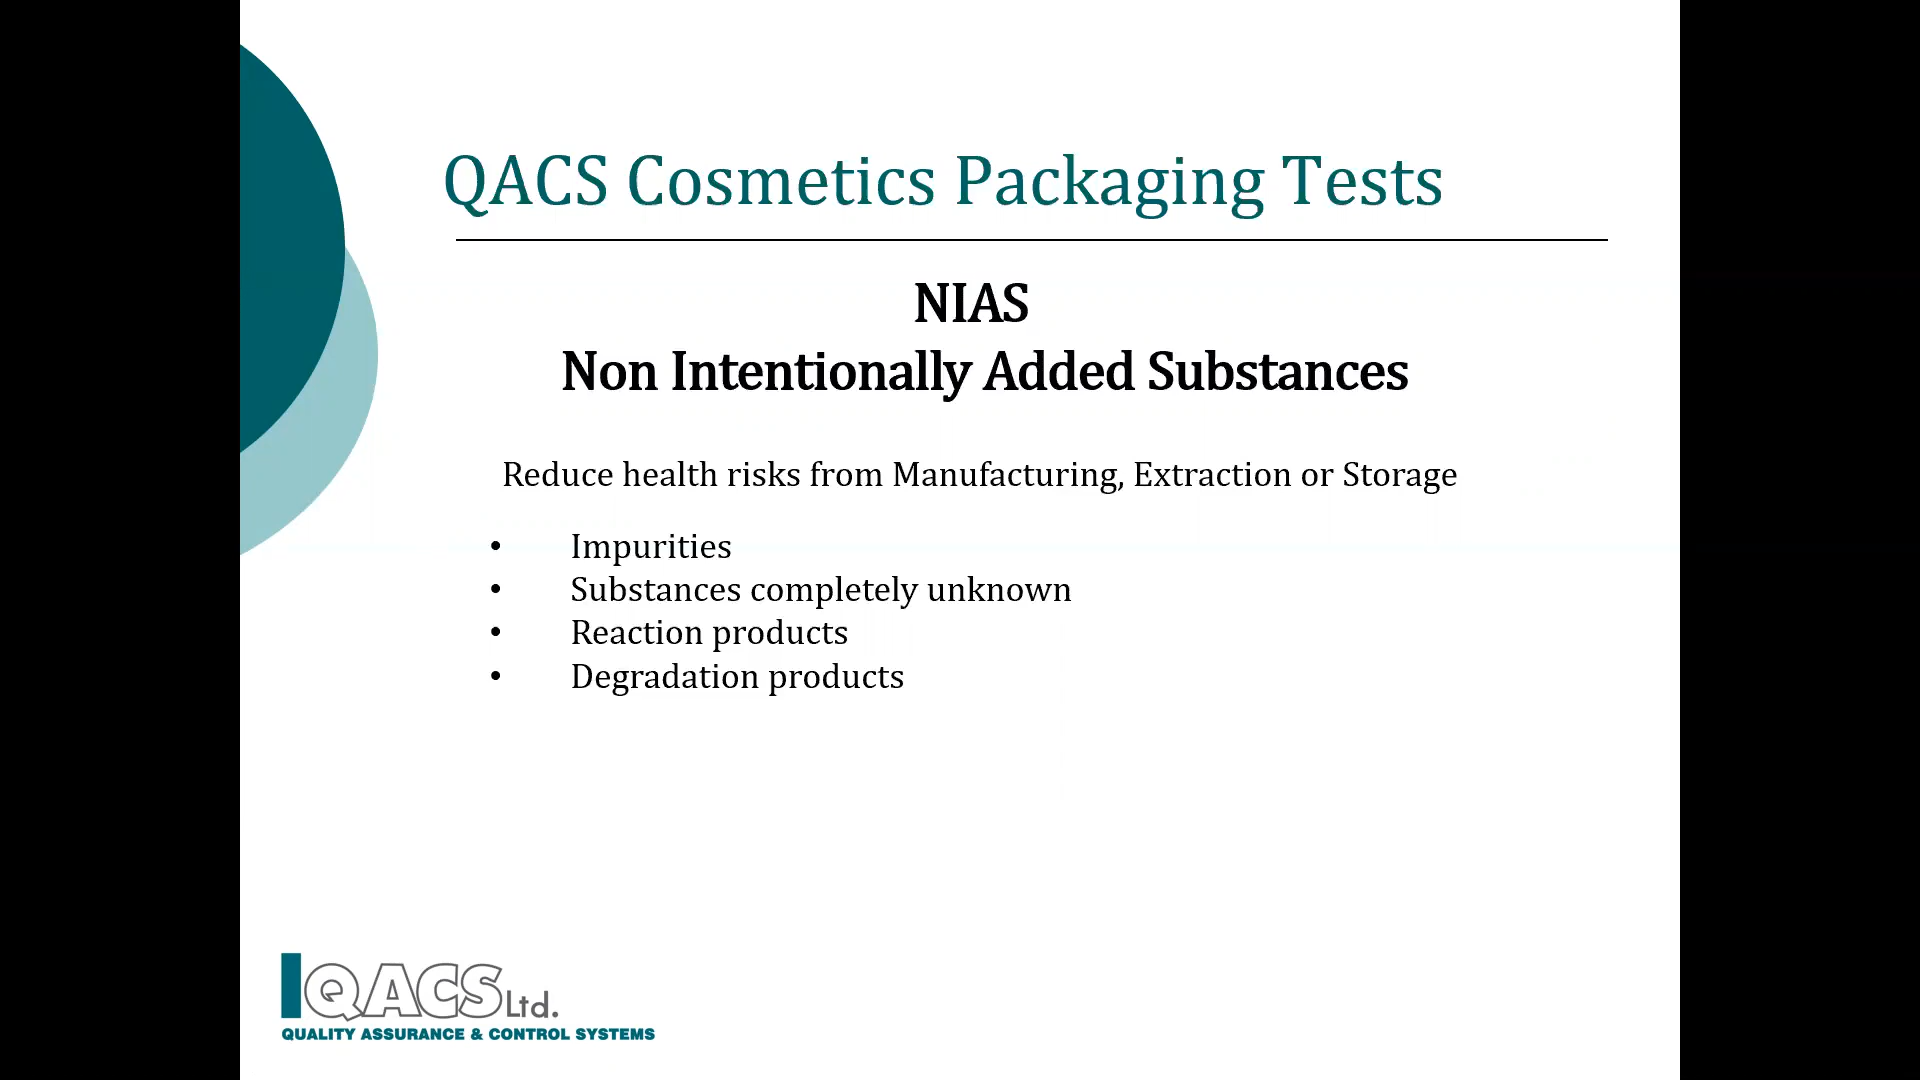 QACS Cosmetics Packaging Tests
NIAS
Non Intentionally Added Substances
Reduce health risks from Manufacturing, Extraction or Storage
• Impurities
• Substances completely unknown
• Reaction products
• Degradation products
QACS Ltd.
QUALITY ASSURANCE & CONTROL SYSTEMS